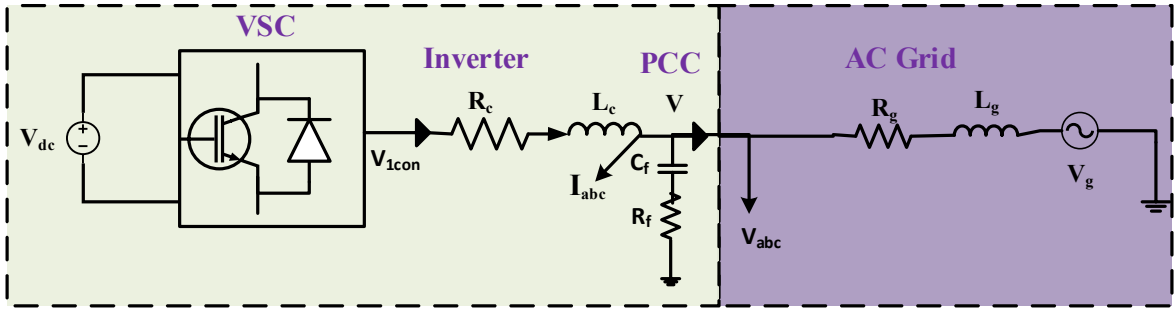 VSC
Inverter
PCC
AC Grid
Vdc
+
−
V1con
Rc
Lc
V
Iabc
Cf
Rf
Vabc
Rg
Lg
Vg